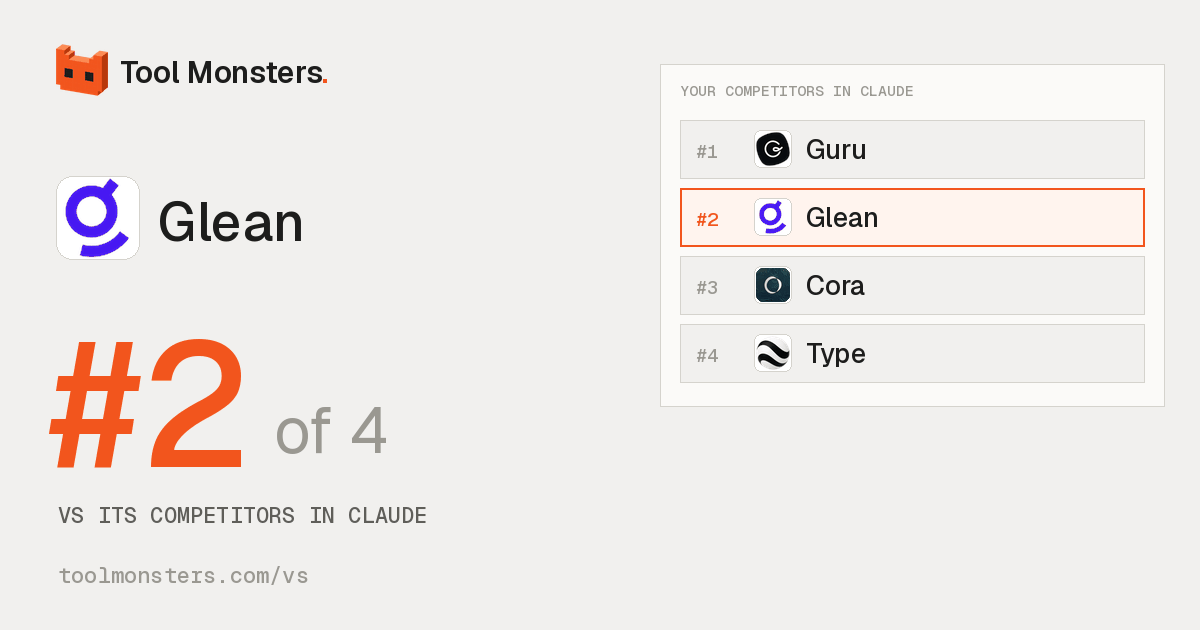 Tool Monsters.
Glean
#2 of 4
VS ITS COMPETITORS IN CLAUDE
toolmonsters.com/vs
YOUR COMPETITORS IN CLAUDE
#1 Guru
#2 Glean
#3 Cora
#4 Type